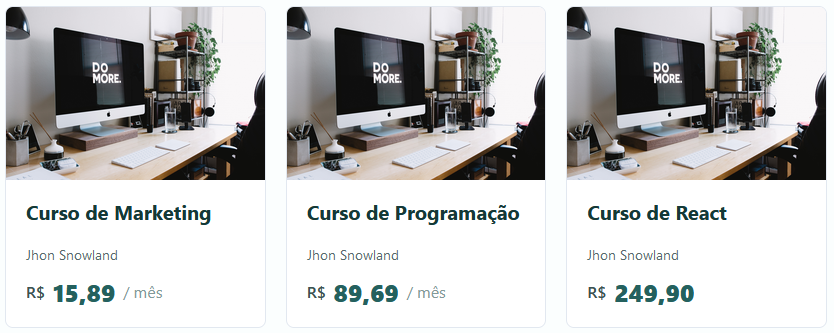 DO
MORE.
DO
MORE.
DO
MORE.
Curso de Marketing
Jhon Snowland
R$ 15,89 / mês
Curso de Programação
Jhon Snowland
R$ 89,69 / mês
Curso de React
Jhon Snowland
R$ 249,90